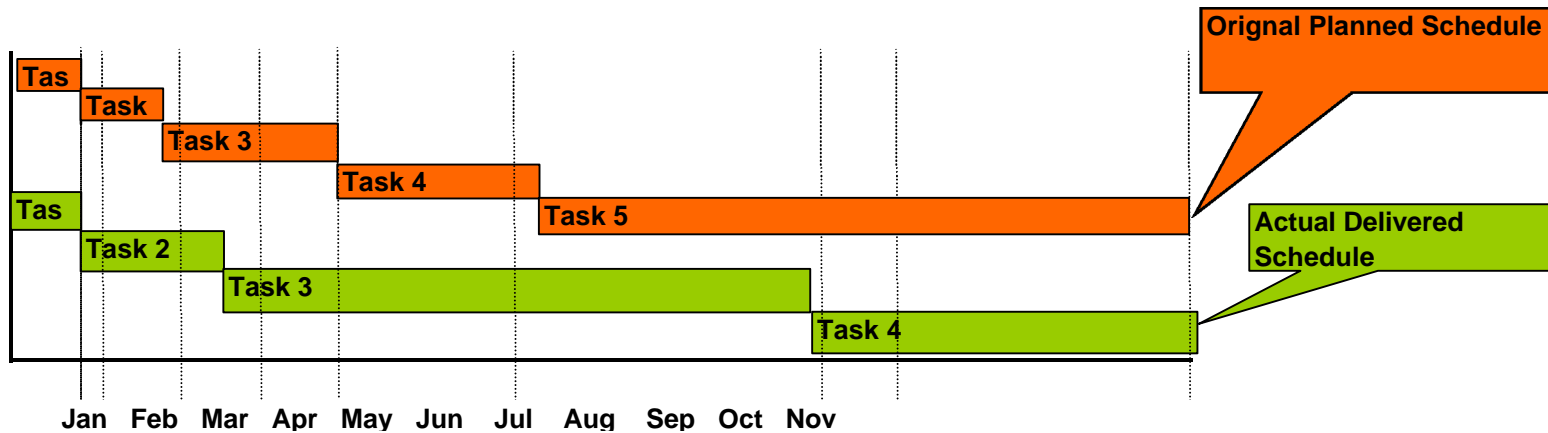 Orignal Planned Schedule
Tas
Task
Task 3
Task 4
Tas
Task 5
Actual Delivered
Schedule
Task 2
Task 3
Task 4
Jan Feb Mar Apr May Jun Jul Aug Sep Oct Nov